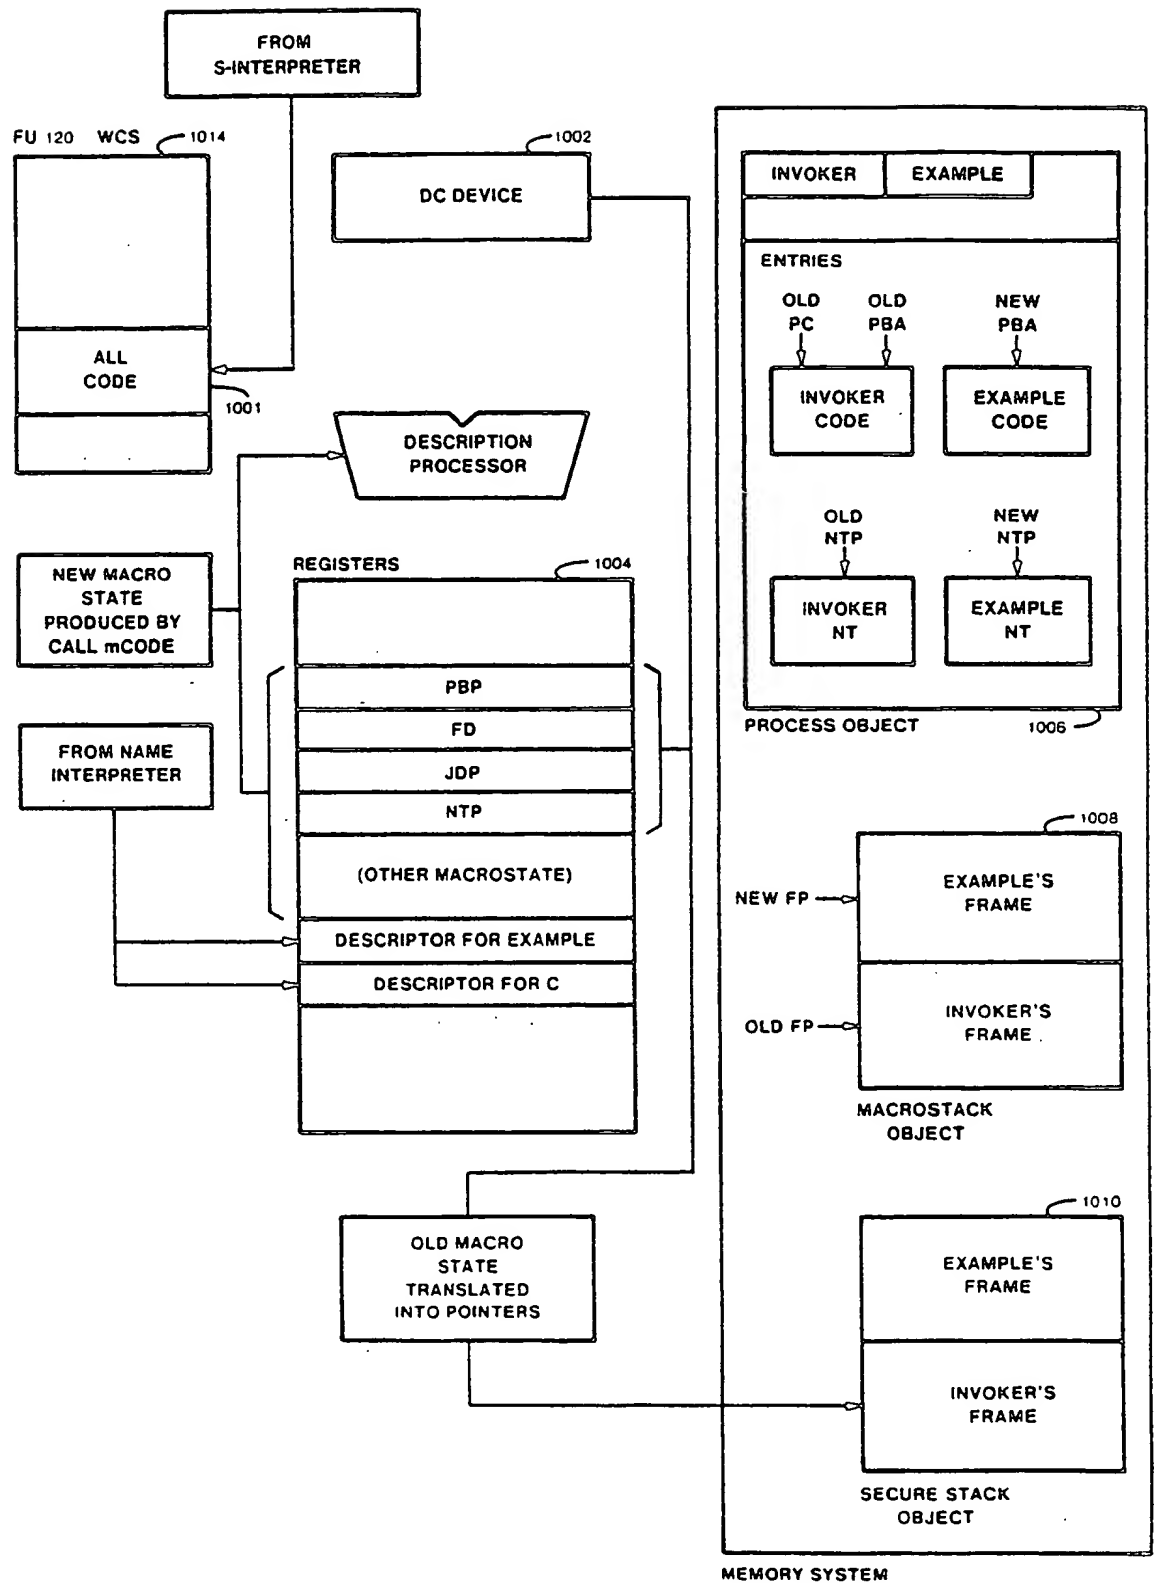 FROM
S-INTERPRETER
FU 120 WCS
1014
1002
DC DEVICE
INVOKER
EXAMPLE
ENTRIES
OLD
PC
OLD
PBA
NEW
PBA
ALL
CODE
1001
INVOKER
CODE
EXAMPLE
CODE
DESCRIPTION
PROCESSOR
OLD
NTP
NEW
NTP
REGISTERS
1004
NEW MACRO
STATE
PRODUCED BY
CALL mCODE
INVOKER
NT
EXAMPLE
NT
PBP
FD
JDP
NTP
PROCESS OBJECT
1006
FROM NAME
INTERPRETER
(OTHER MACROSTATE)
DESCRIPTOR FOR EXAMPLE
DESCRIPTOR FOR C
1008
NEW FP
EXAMPLE'S
FRAME
OLD FP
INVOKER'S
FRAME
MACROSTACK
OBJECT
1010
OLD MACRO
STATE
TRANSLATED
INTO POINTERS
EXAMPLE'S
FRAME
INVOKER'S
FRAME
SECURE STACK
OBJECT
MEMORY SYSTEM